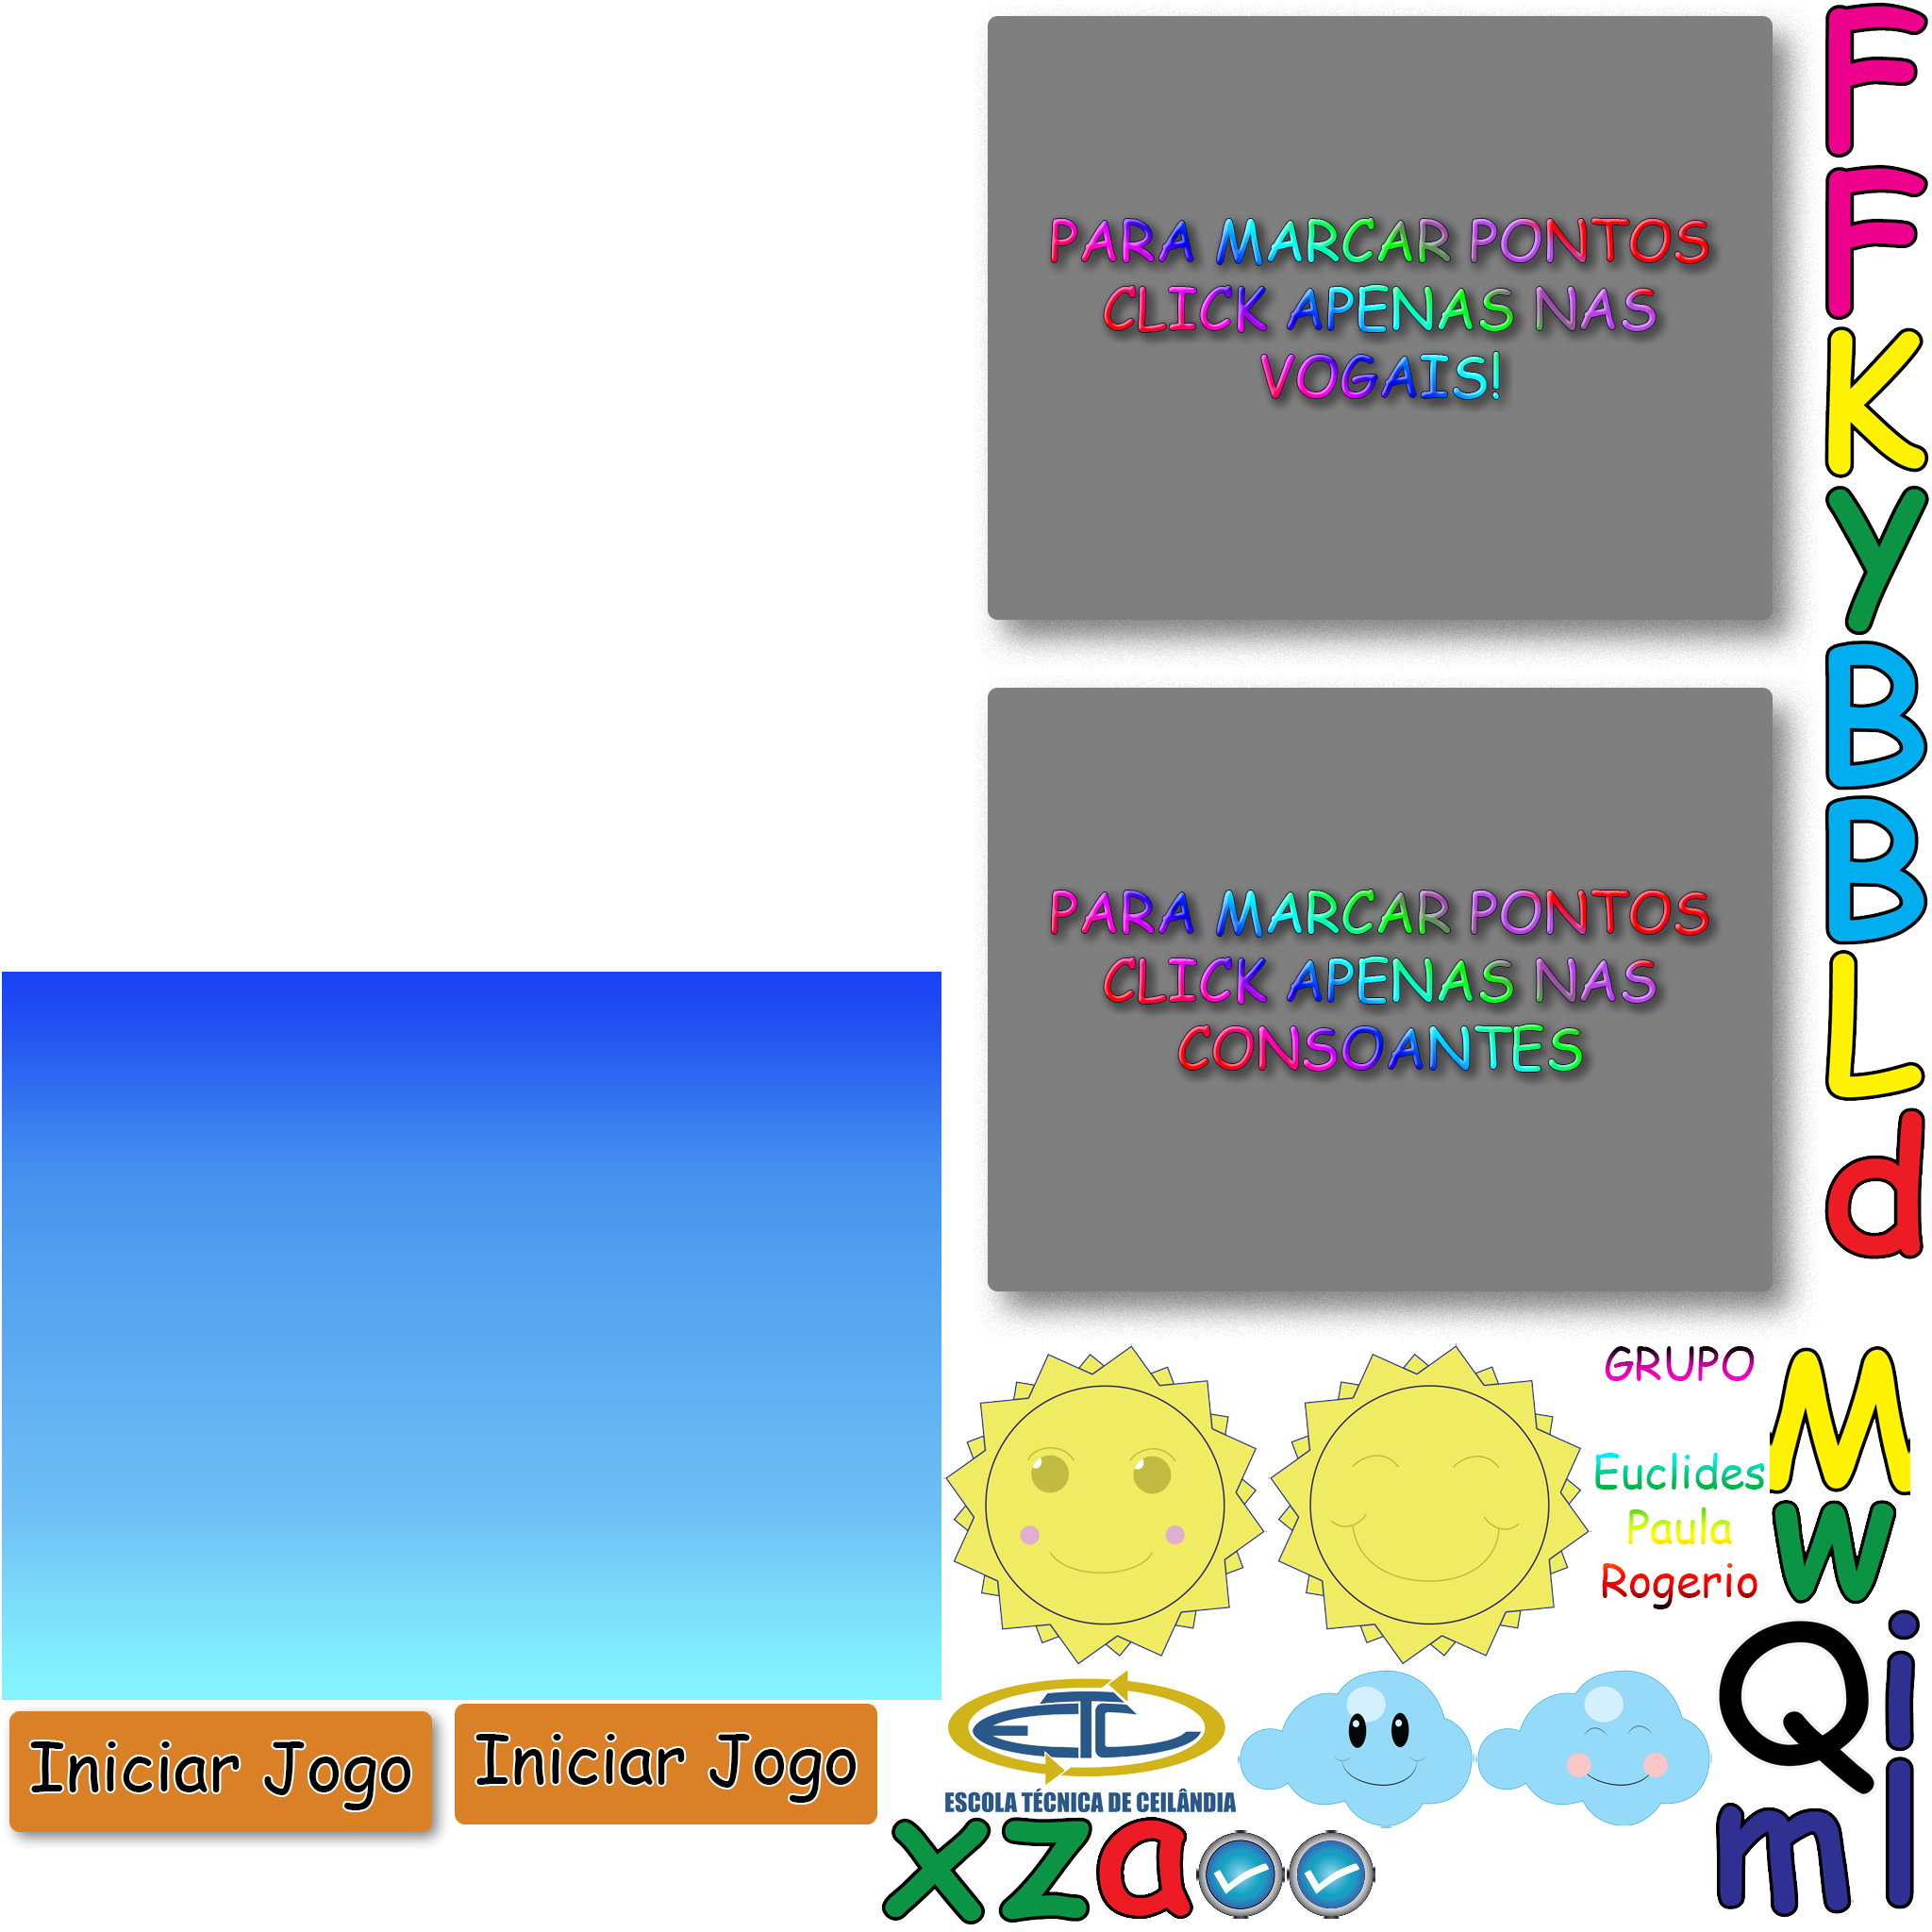 PARA MARCAR PONTOS
CLICK APENAS NAS
VOGAIS!
PARA MARCAR PONTOS
CLICK APENAS NAS
CONSOANTES
F
F
K
y
B
B
L
d
GRUPO
Euclides
Paula
Rogerio
M
w
Q
i
m
l
Iniciar Jogo
Iniciar Jogo
ETC
ESCOLA TÉCNICA DE CEILÂNDIA
x z a